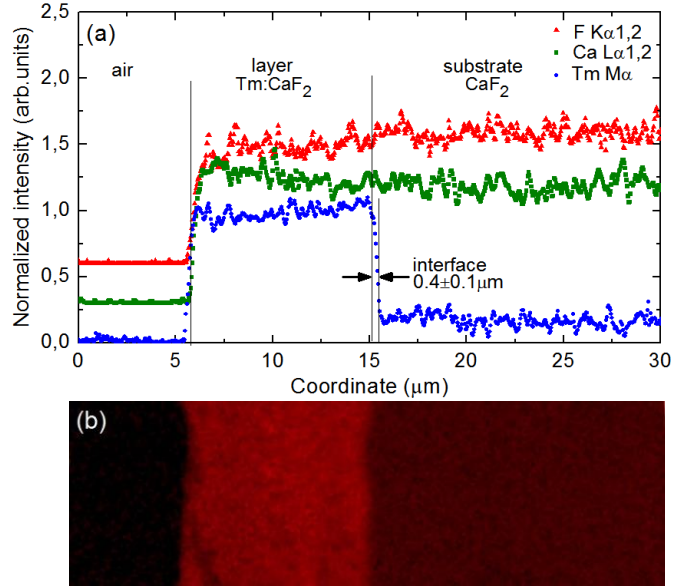 (a)
F Kα1,2
Ca Lα1,2
Tm Mα
air
layer
Tm:CaF₂
substrate
CaF₂
interface
0.4±0.1μm
Normalized intensity (arb.units)
2,5
2,0
1,5
1,0
0,5
0,0
0 5 10 15 20 25 30
Coordinate (μm)
(b)